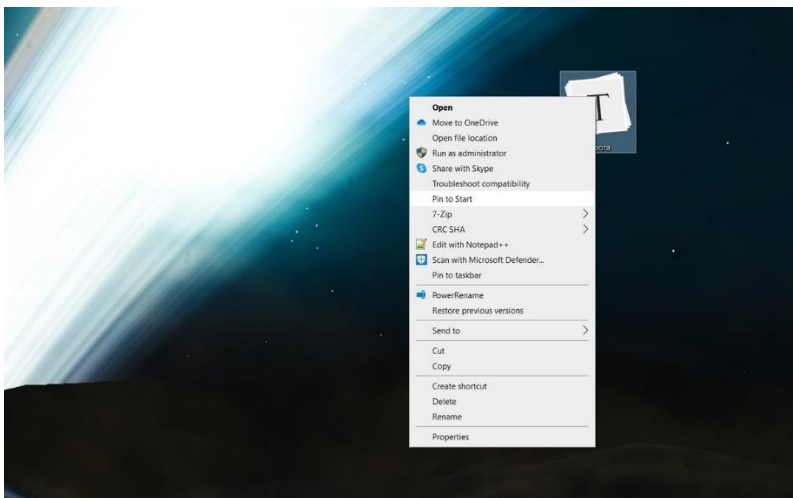 T
Open
Move to OneDrive
Open file location
Run as administrator
Share with Skype
Troubleshoot compatibility
Pin to Start
7-Zip
CRC SHA
Edit with Notepad++
Scan with Microsoft Defender...
Pin to taskbar
PowerRename
Restore previous versions
Send to
Cut
Copy
Create shortcut
Delete
Rename
Properties